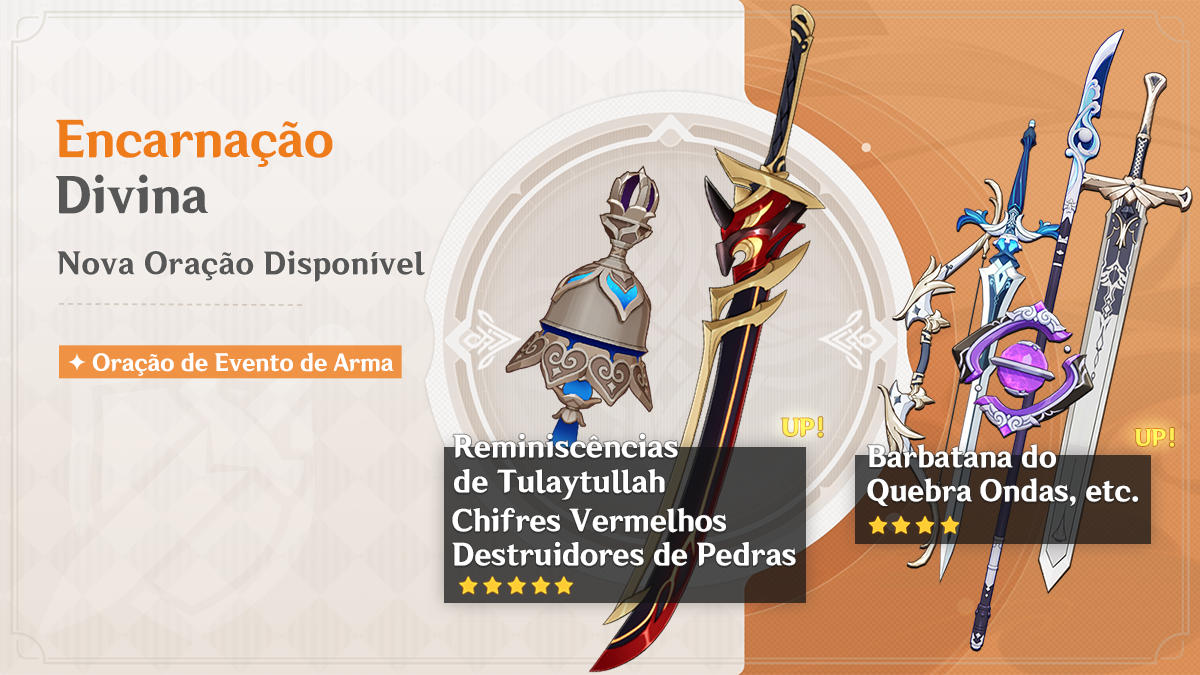 Encarnação
Divina
Nova Oração Disponível
✦ Oração de Evento de Arma
UP!
Reminiscências
de Tulaytullah
Chifres Vermelhos
Destruidores de Pedras
UP!
Barbatana do
Quebra Ondas, etc.